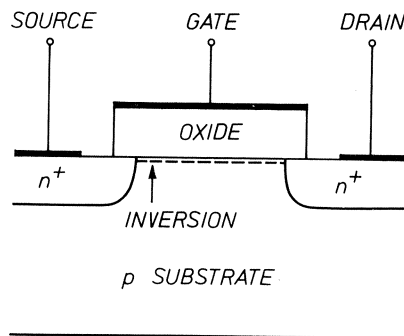 SOURCE GATE DRAIN
OXIDE
n+ n+
INVERSION
p SUBSTRATE